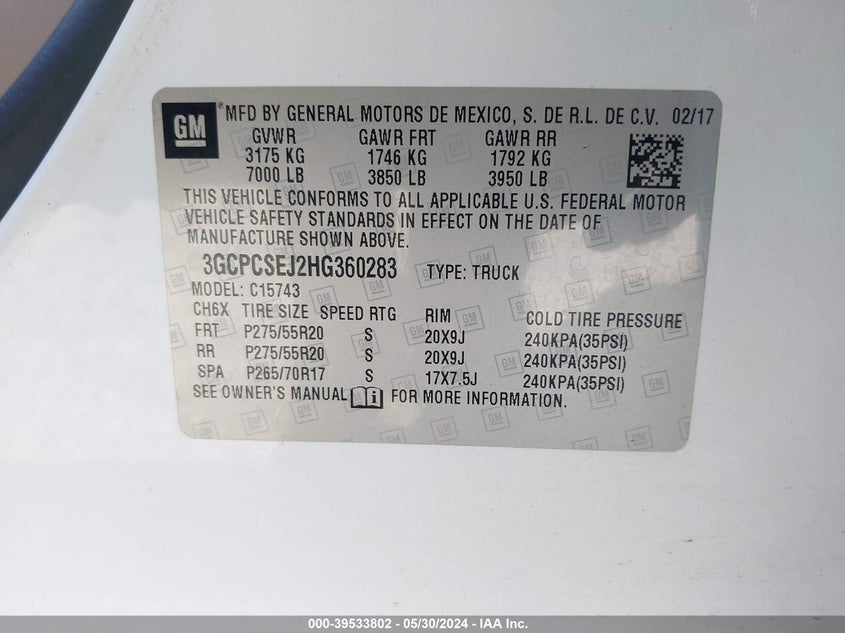 GM ® MFD BY GENERAL MOTORS DE MEXICO, S. DE R.L. DE C.V. 02/17
GVWR GAWR FRT GAWR RR
3175 KG 1746 KG 1792 KG
7000 LB 3850 LB 3950 LB
THIS VEHICLE CONFORMS TO ALL APPLICABLE U.S. FEDERAL MOTOR
VEHICLE SAFETY STANDARDS IN EFFECT ON THE DATE OF
MANUFACTURE SHOWN ABOVE.
3GCPCSEJ2HG360283 TYPE: TRUCK
MODEL: C15743
CH6X TIRE SIZE SPEED RTG RIM COLD TIRE PRESSURE
FRT P275/55R20 S 20X9J 240KPA(35PSI)
RR P275/55R20 S 20X9J 240KPA(35PSI)
SPA P265/70R17 S 17X7.5J 240KPA(35PSI)
SEE OWNER'S MANUAL FOR MORE INFORMATION.
000-39533802 - 05/30/2024 - IAA Inc.